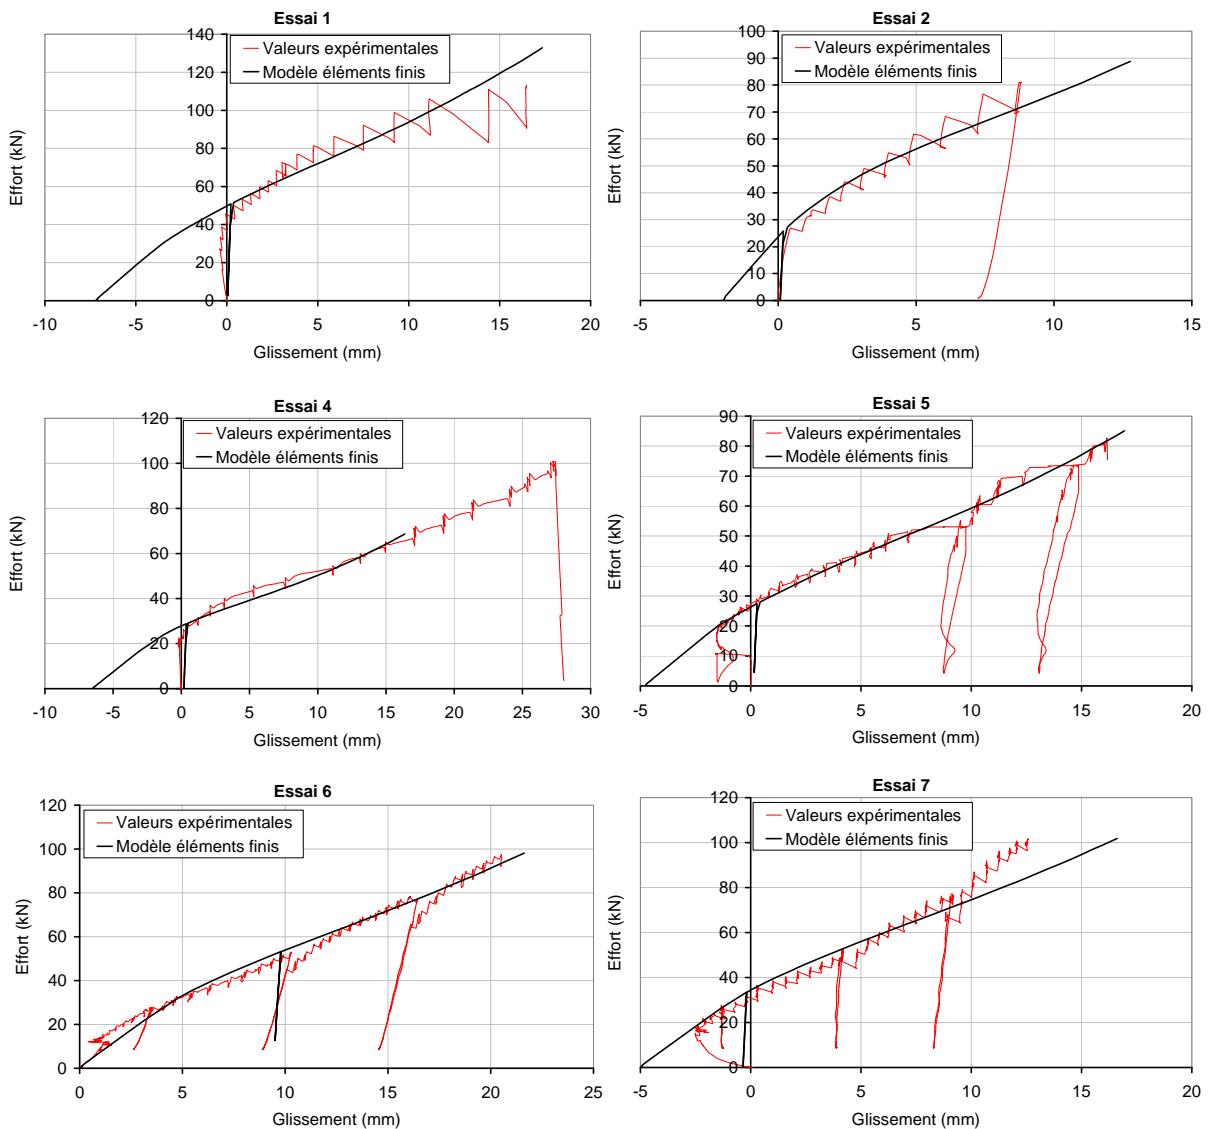 Essai 1
Valeurs expérimentales
Modèle éléments finis
Effort (kN)
140
120
100
80
60
40
20
0
-10 -5 0 5 10 15 20
Glissement (mm)
Essai 2
Valeurs expérimentales
Modèle éléments finis
Effort (kN)
100
90
80
70
60
50
40
30
20
10
0
-5 0 5 10 15
Glissement (mm)
Essai 4
Valeurs expérimentales
Modèle éléments finis
Effort (kN)
120
100
80
60
40
20
0
-10 -5 0 5 10 15 20 25 30
Glissement (mm)
Essai 5
Valeurs expérimentales
Modèle éléments finis
Effort (kN)
90
80
70
60
50
40
30
20
10
0
-5 0 5 10 15 20
Glissement (mm)
Essai 6
Valeurs expérimentales
Modèle éléments finis
Effort (kN)
120
100
80
60
40
20
0
0 5 10 15 20 25
Glissement (mm)
Essai 7
Valeurs expérimentales
Modèle éléments finis
Effort (kN)
120
100
80
60
40
20
0
-5 0 5 10 15 20
Glissement (mm)